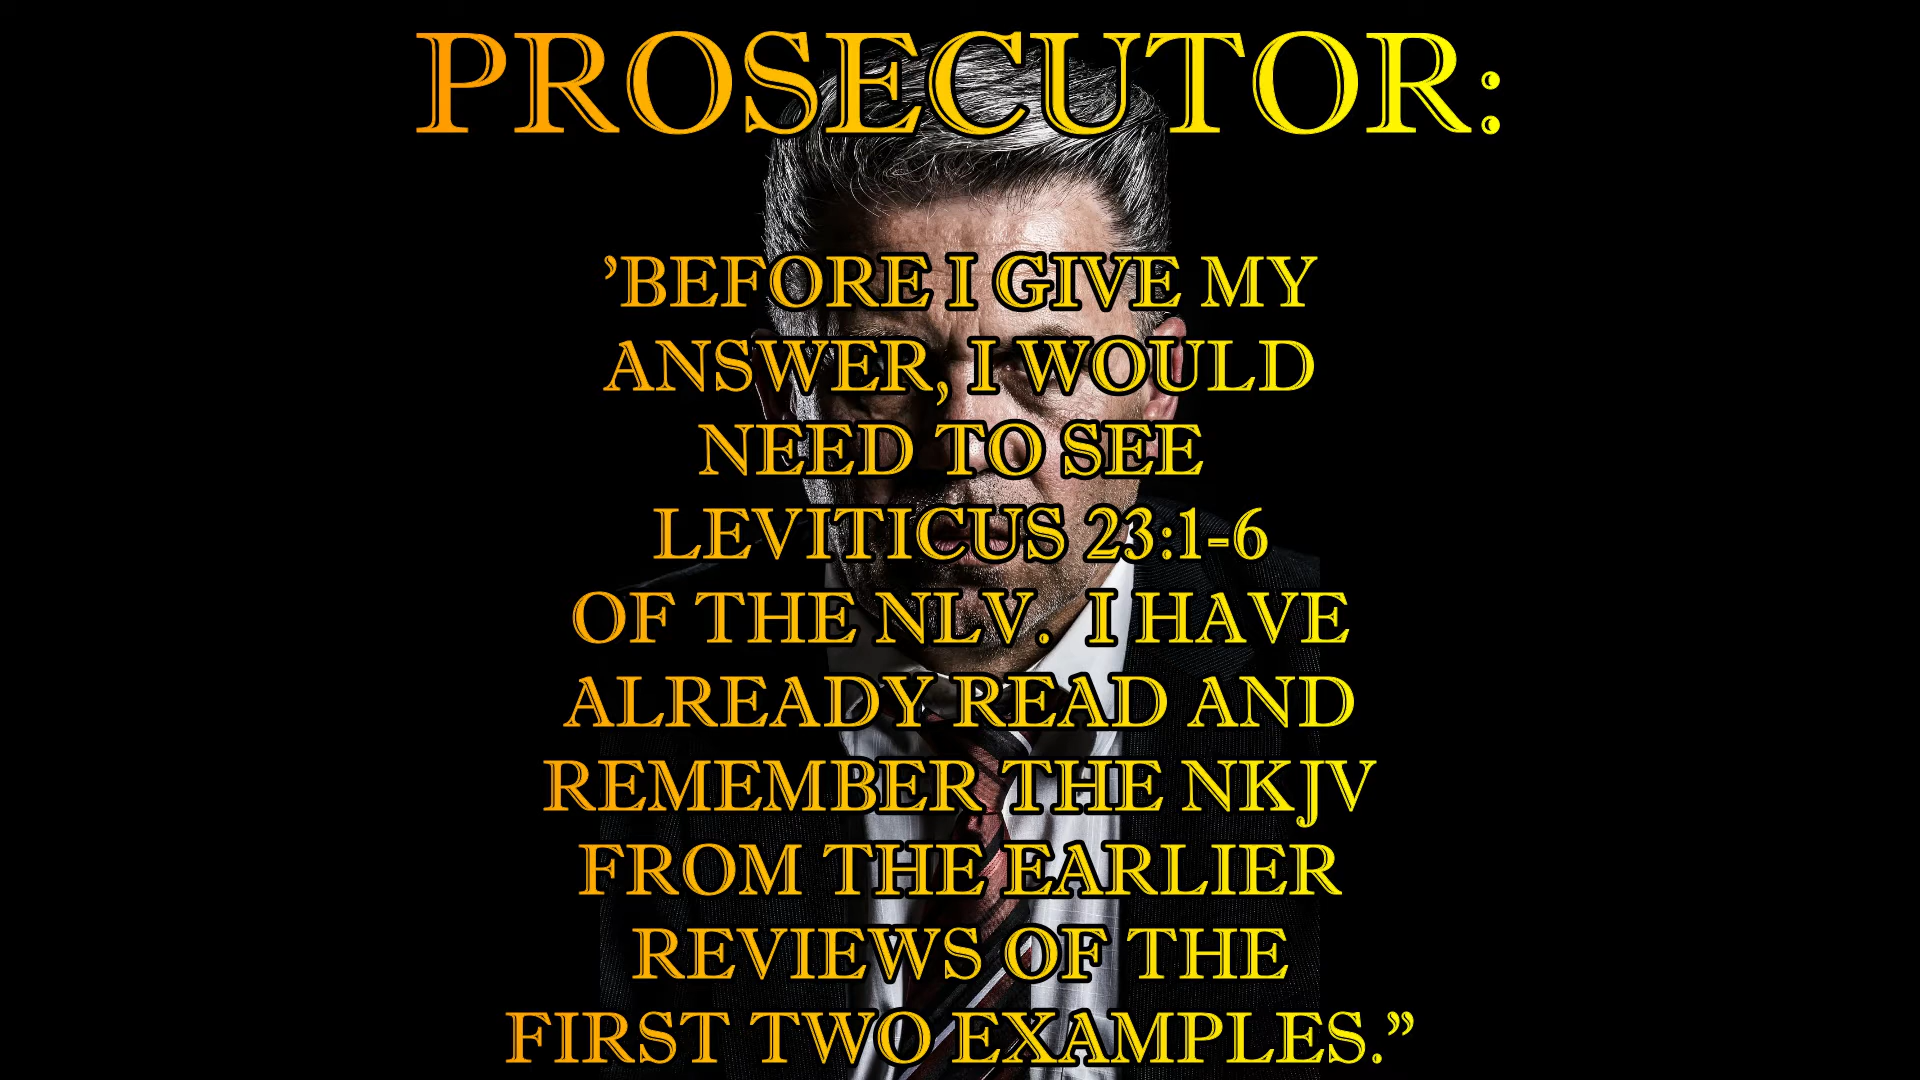 PROSECUTOR:
’BEFORE I GIVE MY
ANSWER, I WOULD
NEED TO SEE
LEVITICUS 23:1-6
OF THE NLV.  I HAVE
ALREADY READ AND
REMEMBER THE NKJV
FROM THE EARLIER
REVIEWS OF THE
FIRST TWO EXAMPLES.”